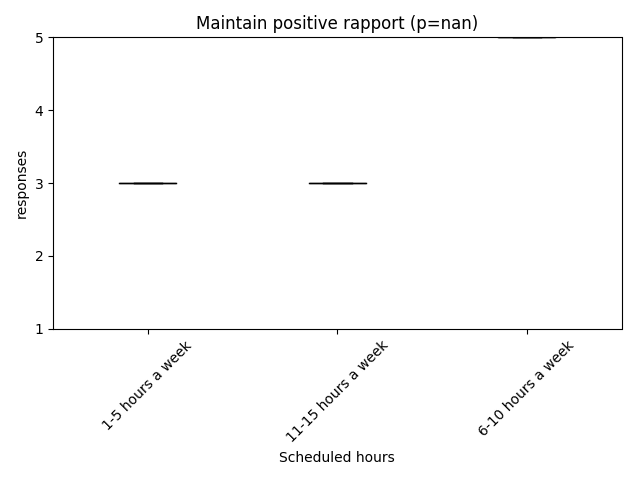 Maintain positive rapport (p=nan)
5
4
3
2
1
responses
1-5 hours a week
11-15 hours a week
6-10 hours a week
Scheduled hours